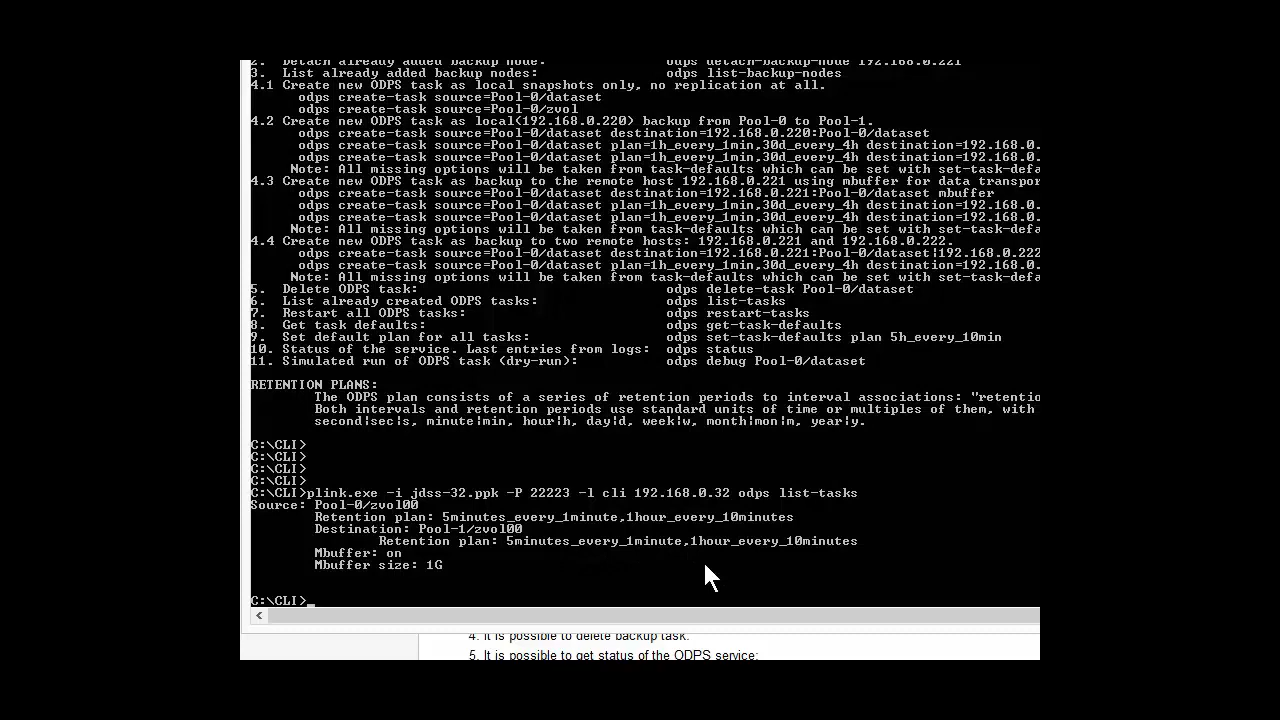 2. Detach already added backup node: odps detach-backup-node 192.168.0.221
3. List already added backup nodes: odps list-backup-nodes
4.1 Create new ODPS task as local snapshots only, no replication at all.
odps create-task source=Pool-0/dataset
odps create-task source=Pool-0/zvol
4.2 Create new ODPS task as local(192.168.0.220) backup from Pool-0 to Pool-1.
odps create-task source=Pool-0/dataset destination=192.168.0.220:Pool-0/dataset
odps create-task source=Pool-0/dataset plan=1h_every_1min,30d_every_4h destination=192.168.0.
odps create-task source=Pool-0/dataset plan=1h_every_1min,30d_every_4h destination=192.168.0.
Note: All missing options will be taken from task-defaults which can be set with set-task-defa
4.3 Create new ODPS task as backup to the remote host 192.168.0.221 using mbuffer for data transpor
odps create-task source=Pool-0/dataset destination=192.168.0.221:Pool-0/dataset mbuffer
odps create-task source=Pool-0/dataset plan=1h_every_1min,30d_every_4h destination=192.168.0.
odps create-task source=Pool-0/dataset plan=1h_every_1min,30d_every_4h destination=192.168.0.
Note: All missing options will be taken from task-defaults which can be set with set-task-defa
4.4 Create new ODPS task as backup to two remote hosts: 192.168.0.221 and 192.168.0.222.
odps create-task source=Pool-0/dataset destination=192.168.0.221:Pool-0/dataset|192.168.0.222
odps create-task source=Pool-0/dataset plan=1h_every_1min,30d_every_4h destination=192.168.0.
Note: All missing options will be taken from task-defaults which can be set with set-task-defa
5. Delete ODPS task: odps delete-task Pool-0/dataset
6. List already created ODPS tasks: odps list-tasks
7. Restart all ODPS tasks: odps restart-tasks
8. Get task defaults: odps get-task-defaults
9. Set default plan for all tasks: odps set-task-defaults plan 5h_every_10min
10. Status of the service. Last entries from logs: odps status
11. Simulated run of ODPS task (dry-run): odps debug Pool-0/dataset
RETENTION PLANS:
The ODPS plan consists of a series of retention periods to interval associations: "retentio
Both intervals and retention periods use standard units of time or multiples of them, with
second|sec|s, minute|min, hour|h, day|d, week|w, month|mon|m, year|y.
C:\CLI>
C:\CLI>
C:\CLI>
C:\CLI>
C:\CLI>plink.exe -i jdss-32.ppk -P 22223 -l cli 192.168.0.32 odps list-tasks
Source: Pool-0/zvol00
Retention plan: 5minutes_every_1minute,1hour_every_10minutes
Destination: Pool-1/zvol00
Retention plan: 5minutes_every_1minute,1hour_every_10minutes
Mbuffer: on
Mbuffer size: 1G
C:\CLI>_
4. It is possible to delete backup task:
5. It is possible to get status of the ODPS service: